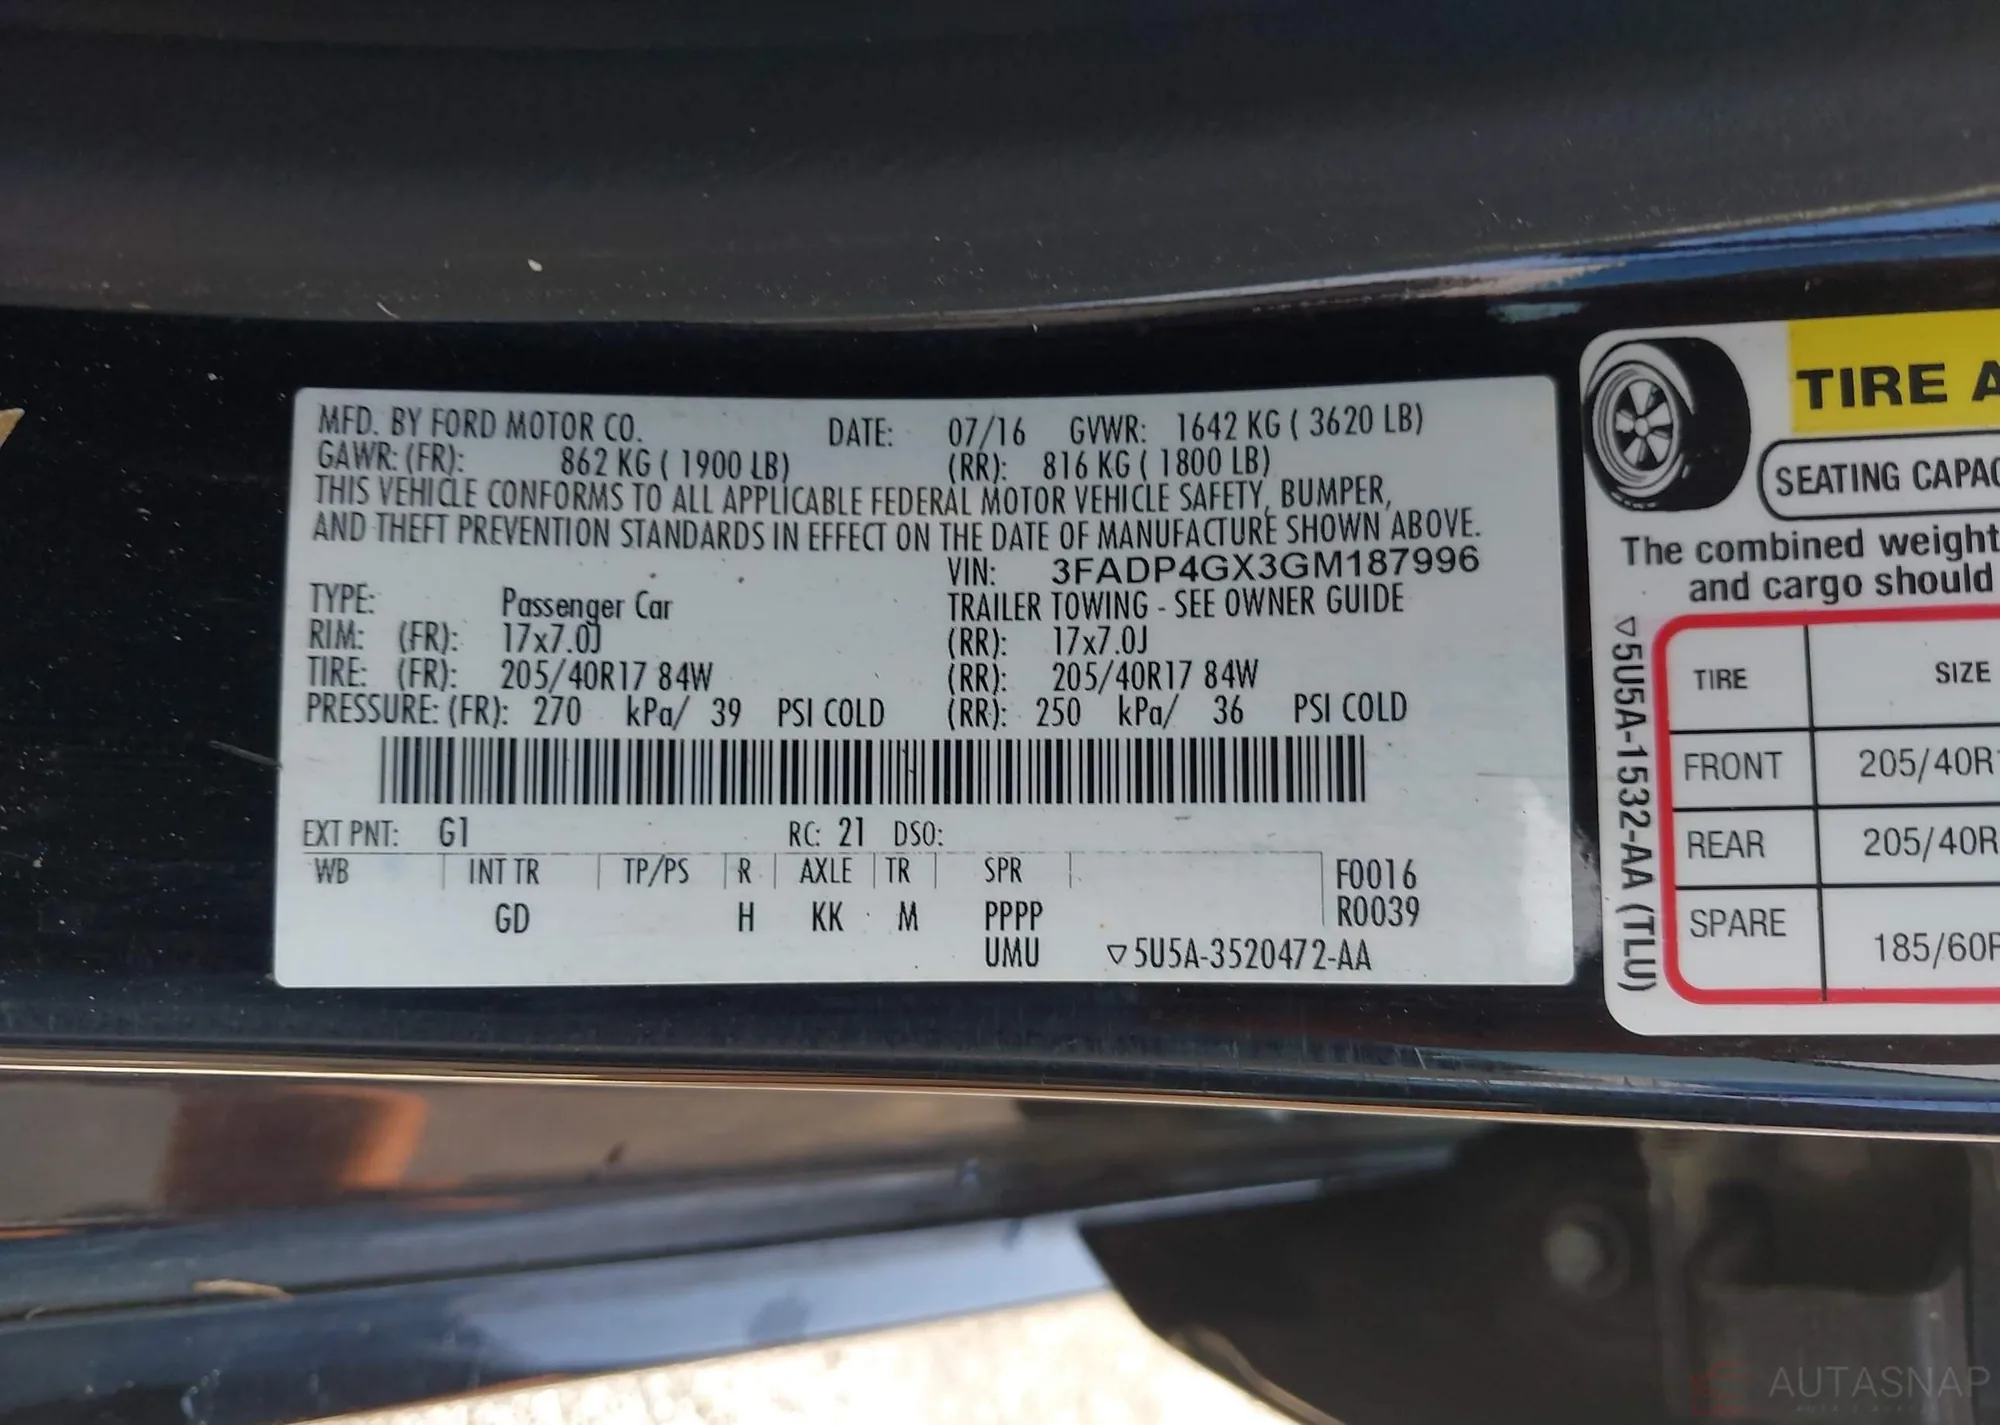 MFD. BY FORD MOTOR CO. DATE: 07/16 GVWR: 1642 KG ( 3620 LB)
GAWR: (FR): 862 KG ( 1900 LB) (RR): 816 KG ( 1800 LB)
THIS VEHICLE CONFORMS TO ALL APPLICABLE FEDERAL MOTOR VEHICLE SAFETY, BUMPER,
AND THEFT PREVENTION STANDARDS IN EFFECT ON THE DATE OF MANUFACTURE SHOWN ABOVE.
VIN: 3FADP4GX3GM187996
TYPE: Passenger Car TRAILER TOWING - SEE OWNER GUIDE
RIM: (FR): 17x7.0J (RR): 17x7.0J
TIRE: (FR): 205/40R17 84W (RR): 205/40R17 84W
PRESSURE: (FR): 270 kPa/ 39 PSI COLD (RR): 250 kPa/ 36 PSI COLD
EXT PNT: G1 RC: 21 DSO:
WB INT TR TP/PS R AXLE TR SPR F0016
GD H KK M PPPP R0039
UMU ▽5U5A-3520472-AA
TIRE A
SEATING CAPAC
The combined weight
and cargo should
▽5U5A-1532-AA (TLU)
TIRE SIZE
FRONT 205/40R1
REAR 205/40R
SPARE 185/60R
AUTASNAP